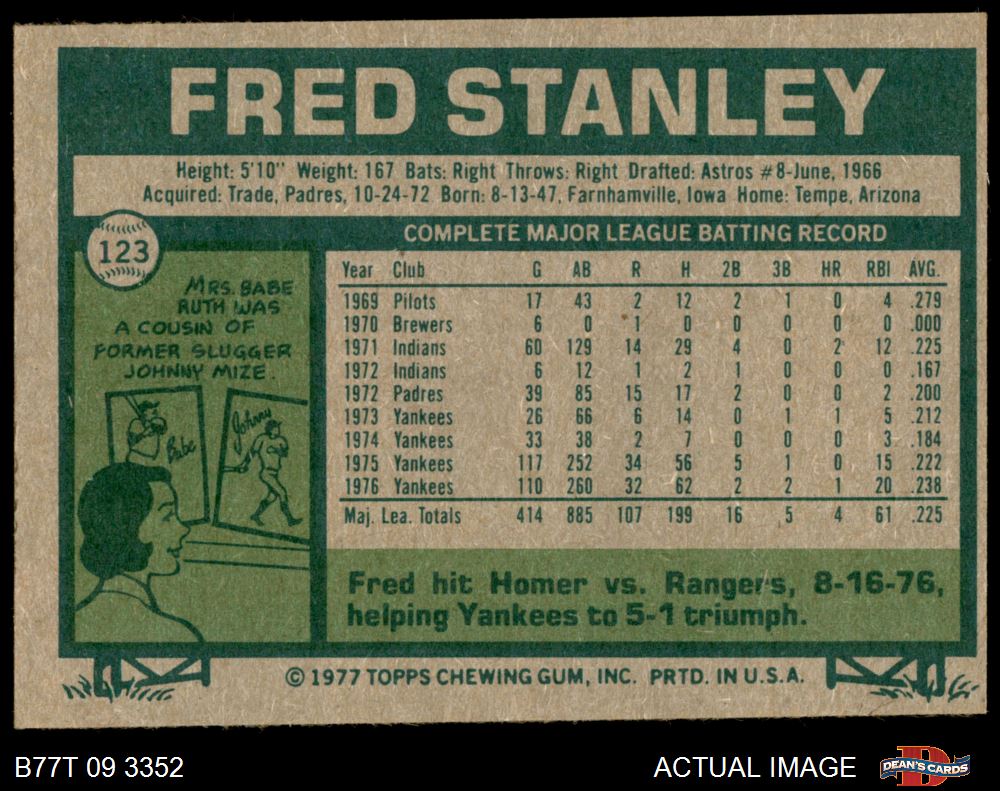 FRED STANLEY
Height: 5'10" Weight: 167 Bats: Right Throws: Right Drafted: Astros #8-June, 1966
Acquired: Trade, Padres, 10-24-72 Born: 8-13-47, Farnhamville, Iowa Home: Tempe, Arizona
123
MRS. BABE
RUTH WAS
A COUSIN OF
FORMER SLUGGER
JOHNNY MIZE.
Babe
Johnny
COMPLETE MAJOR LEAGUE BATTING RECORD
Year Club G AB R H 2B 3B HR RBI AVG.
1969 Pilots 17 43 2 12 2 1 0 4 .279
1970 Brewers 6 0 1 0 0 0 0 0 .000
1971 Indians 60 129 14 29 4 0 2 12 .225
1972 Indians 6 12 1 2 1 0 0 0 .167
1972 Padres 39 85 15 17 2 0 0 2 .200
1973 Yankees 26 66 6 14 0 1 1 5 .212
1974 Yankees 33 38 2 7 0 0 0 3 .184
1975 Yankees 117 252 34 56 5 1 0 15 .222
1976 Yankees 110 260 32 62 2 2 1 20 .238
Maj. Lea. Totals 414 885 107 199 16 5 4 61 .225
Fred hit Homer vs. Rangers, 8-16-76,
helping Yankees to 5-1 triumph.
© 1977 TOPPS CHEWING GUM, INC. PRTD. IN U.S.A.
B77T 09 3352
ACTUAL IMAGE
D
DEAN'S CARDS